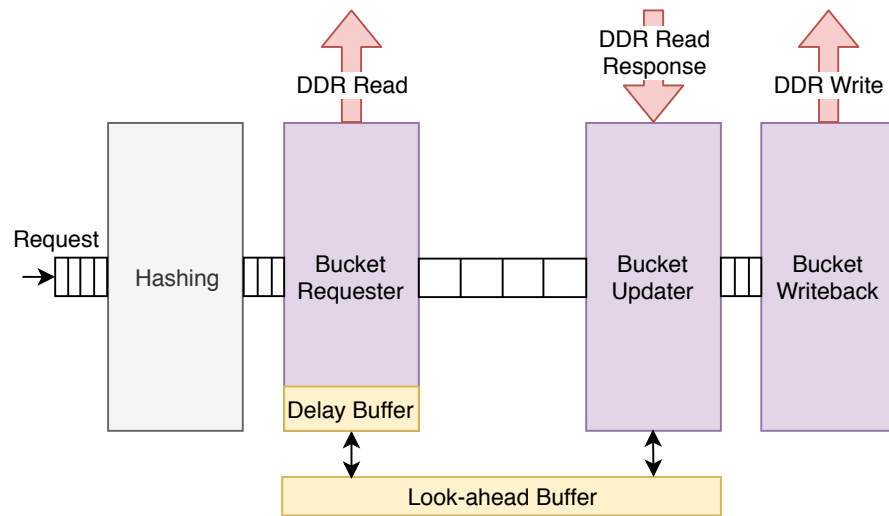 DDR Read
DDR Read
Response
DDR Write
Request
Hashing
Bucket
Requester
Bucket
Updater
Bucket
Writeback
Delay Buffer
Look-ahead Buffer